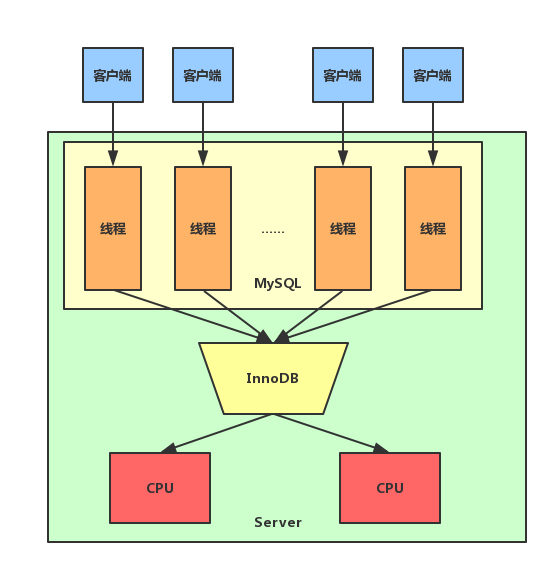 客户端 客户端 客户端 客户端
线程 线程 ...... 线程 线程
MySQL
InnoDB
CPU CPU
Server